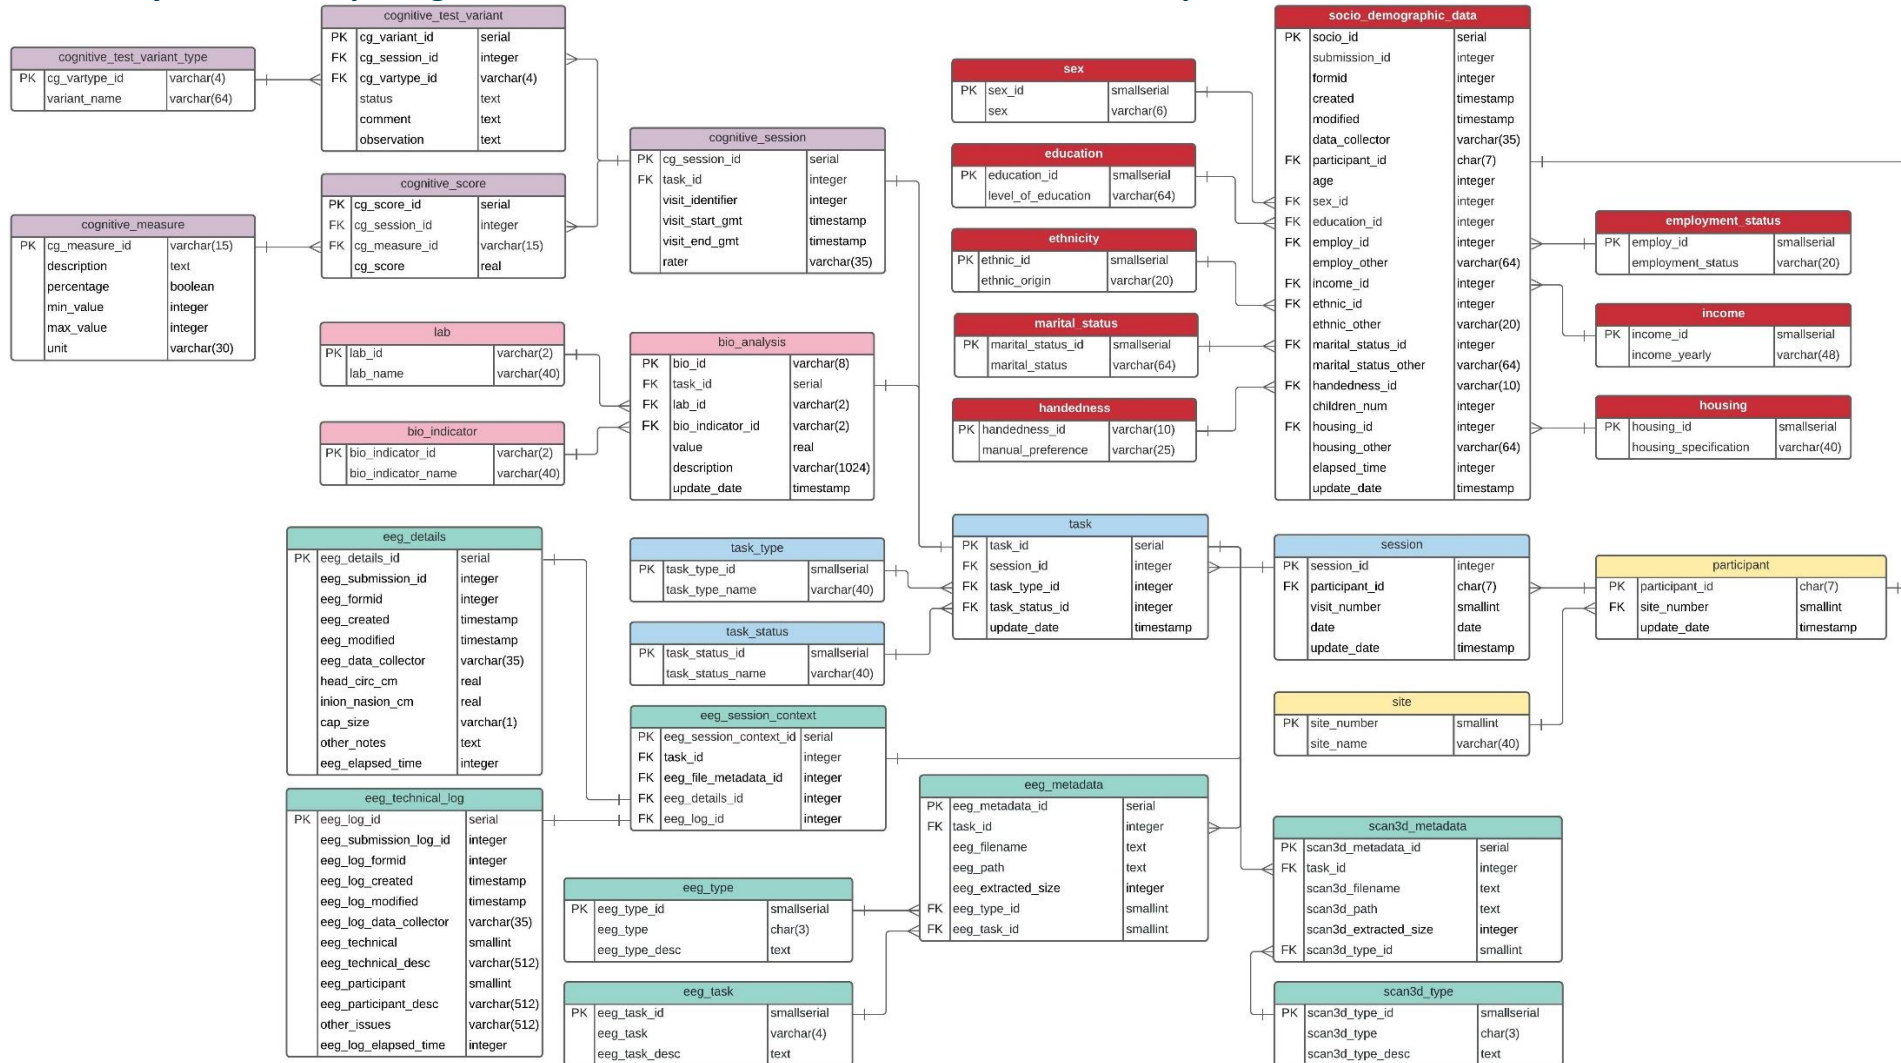 cognitive_test_variant
PK cg_variant_id serial
FK cg_session_id integer
FK cg_vartype_id varchar(4)
status text
comment text
observation text
cognitive_test_variant_type
PK cg_vartype_id varchar(4)
variant_name varchar(64)
cognitive_session
PK cg_session_id serial
FK task_id integer
visit_identifier integer
visit_start_gmt timestamp
visit_end_gmt timestamp
rater varchar(35)
cognitive_score
PK cg_score_id serial
FK cg_session_id integer
FK cg_measure_id varchar(15)
cg_score real
cognitive_measure
PK cg_measure_id varchar(15)
description text
percentage boolean
min_value integer
max_value integer
unit varchar(30)
lab
PK lab_id varchar(2)
lab_name varchar(40)
bio_indicator
PK bio_indicator_id varchar(2)
bio_indicator_name varchar(40)
bio_analysis
PK bio_id varchar(8)
FK task_id serial
FK lab_id varchar(2)
FK bio_indicator_id varchar(2)
value real
description varchar(1024)
update_date timestamp
sex
PK sex_id smallserial
sex varchar(6)
education
PK education_id smallserial
level_of_education varchar(64)
ethnicity
PK ethnic_id smallserial
ethnic_origin varchar(20)
marital_status
PK marital_status_id smallserial
marital_status varchar(64)
handedness
PK handedness_id varchar(10)
manual_preference varchar(25)
socio_demographic_data
PK socio_id serial
submission_id integer
formid integer
created timestamp
modified timestamp
data_collector varchar(35)
FK participant_id char(7)
age integer
FK sex_id integer
FK education_id integer
FK employ_id integer
employ_other varchar(64)
FK income_id integer
FK ethnic_id integer
ethnic_other varchar(20)
FK marital_status_id integer
marital_status_other varchar(64)
FK handedness_id varchar(10)
children_num integer
FK housing_id integer
housing_other varchar(64)
elapsed_time integer
update_date timestamp
employment_status
PK employ_id smallserial
employment_status varchar(20)
income
PK income_id smallserial
income_yearly varchar(48)
housing
PK housing_id smallserial
housing_specification varchar(40)
eeg_details
PK eeg_details_id serial
eeg_submission_id integer
eeg_formid integer
eeg_created timestamp
eeg_modified timestamp
eeg_data_collector varchar(35)
head_circ_cm real
inion_nasion_cm real
cap_size varchar(1)
other_notes text
eeg_elapsed_time integer
task_type
PK task_type_id smallserial
task_type_name varchar(40)
task_status
PK task_status_id smallserial
task_status_name varchar(40)
task
PK task_id serial
FK session_id integer
FK task_type_id integer
FK task_status_id integer
update_date timestamp
session
PK session_id integer
FK participant_id char(7)
visit_number smallint
date date
update_date timestamp
participant
PK participant_id char(7)
FK site_number smallint
update_date timestamp
site
PK site_number smallint
site_name varchar(40)
eeg_session_context
PK eeg_session_context_id serial
FK task_id integer
FK eeg_file_metadata_id integer
FK eeg_details_id integer
FK eeg_log_id integer
eeg_technical_log
PK eeg_log_id serial
eeg_submission_log_id integer
eeg_log_formid integer
eeg_log_created timestamp
eeg_log_modified timestamp
eeg_log_data_collector varchar(35)
eeg_technical smallint
eeg_technical_desc varchar(512)
eeg_participant smallint
eeg_participant_desc varchar(512)
other_issues varchar(512)
eeg_log_elapsed_time integer
eeg_metadata
PK eeg_metadata_id serial
FK task_id integer
eeg_filename text
eeg_path text
eeg_extracted_size integer
FK eeg_type_id smallint
FK eeg_task_id smallint
eeg_type
PK eeg_type_id smallserial
eeg_type char(3)
eeg_type_desc text
eeg_task
PK eeg_task_id smallserial
eeg_task varchar(4)
eeg_task_desc text
scan3d_metadata
PK scan3d_metadata_id serial
FK task_id integer
scan3d_filename text
scan3d_path text
scan3d_extracted_size integer
FK scan3d_type_id smallint
scan3d_type
PK scan3d_type_id smallserial
scan3d_type char(3)
scan3d_type_desc text